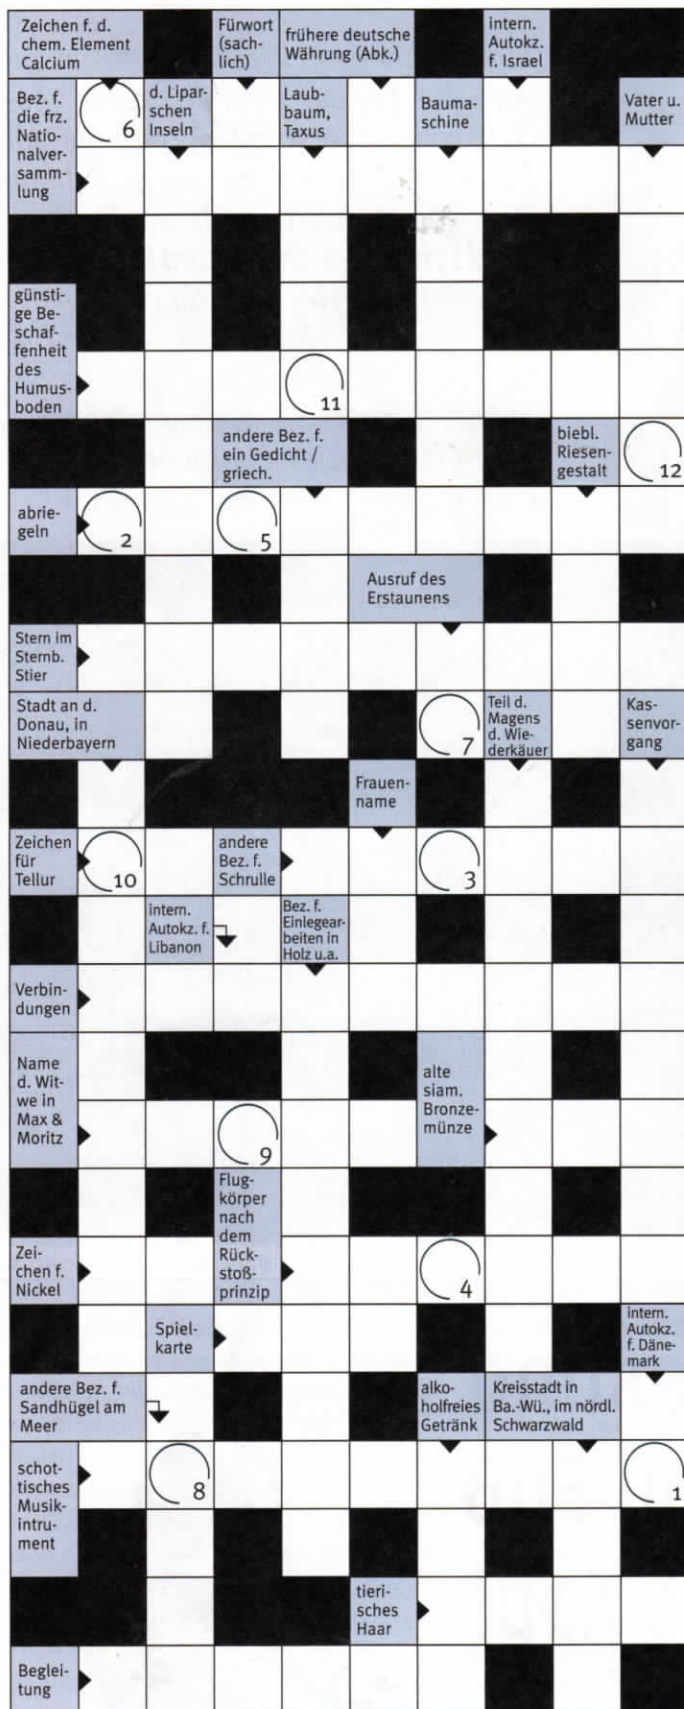 Zeichen f. d.
chem. Element
Calcium
Fürwort
(sach-
lich)
frühere deutsche
Währung (Abk.)
intern.
Autokz.
f. Israel
Bez. f.
die frz.
Natio-
nalver-
samm-
lung
6
d. Lipar-
schen
Inseln
Laub-
baum,
Taxus
Bauma-
schine
Vater u.
Mutter
günsti-
ge Be-
schaf-
fenheit
des
Humus-
boden
11
andere Bez. f.
ein Gedicht /
griech.
biebl.
Riesen-
gestalt
12
abrie-
geln
2
5
Ausruf des
Erstaunens
Stern im
Sternb.
Stier
Stadt an d.
Donau, in
Niederbayern
7
Teil d.
Magens
d. Wie-
derkäuer
Kas-
senvor-
gang
Frauen-
name
Zeichen
für
Tellur
10
andere
Bez. f.
Schrulle
3
intern.
Autokz. f.
Libanon
Bez. f.
Einlegear-
beiten in
Holz u.a.
Verbin-
dungen
Name
d. Wit-
we in
Max &
Moritz
9
alte
siam.
Bronze-
münze
Flug-
körper
nach
dem
Rück-
stoß-
prinzip
Zei-
chen f.
Nickel
4
Spiel-
karte
intern.
Autokz.
f. Däne-
mark
andere Bez. f.
Sandhügel am
Meer
alko-
holfreies
Getränk
Kreisstadt in
Ba.-Wü., im nördl.
Schwarzwald
schot-
tisches
Musik-
intru-
ment
8
1
tieri-
sches
Haar
Beglei-
tung